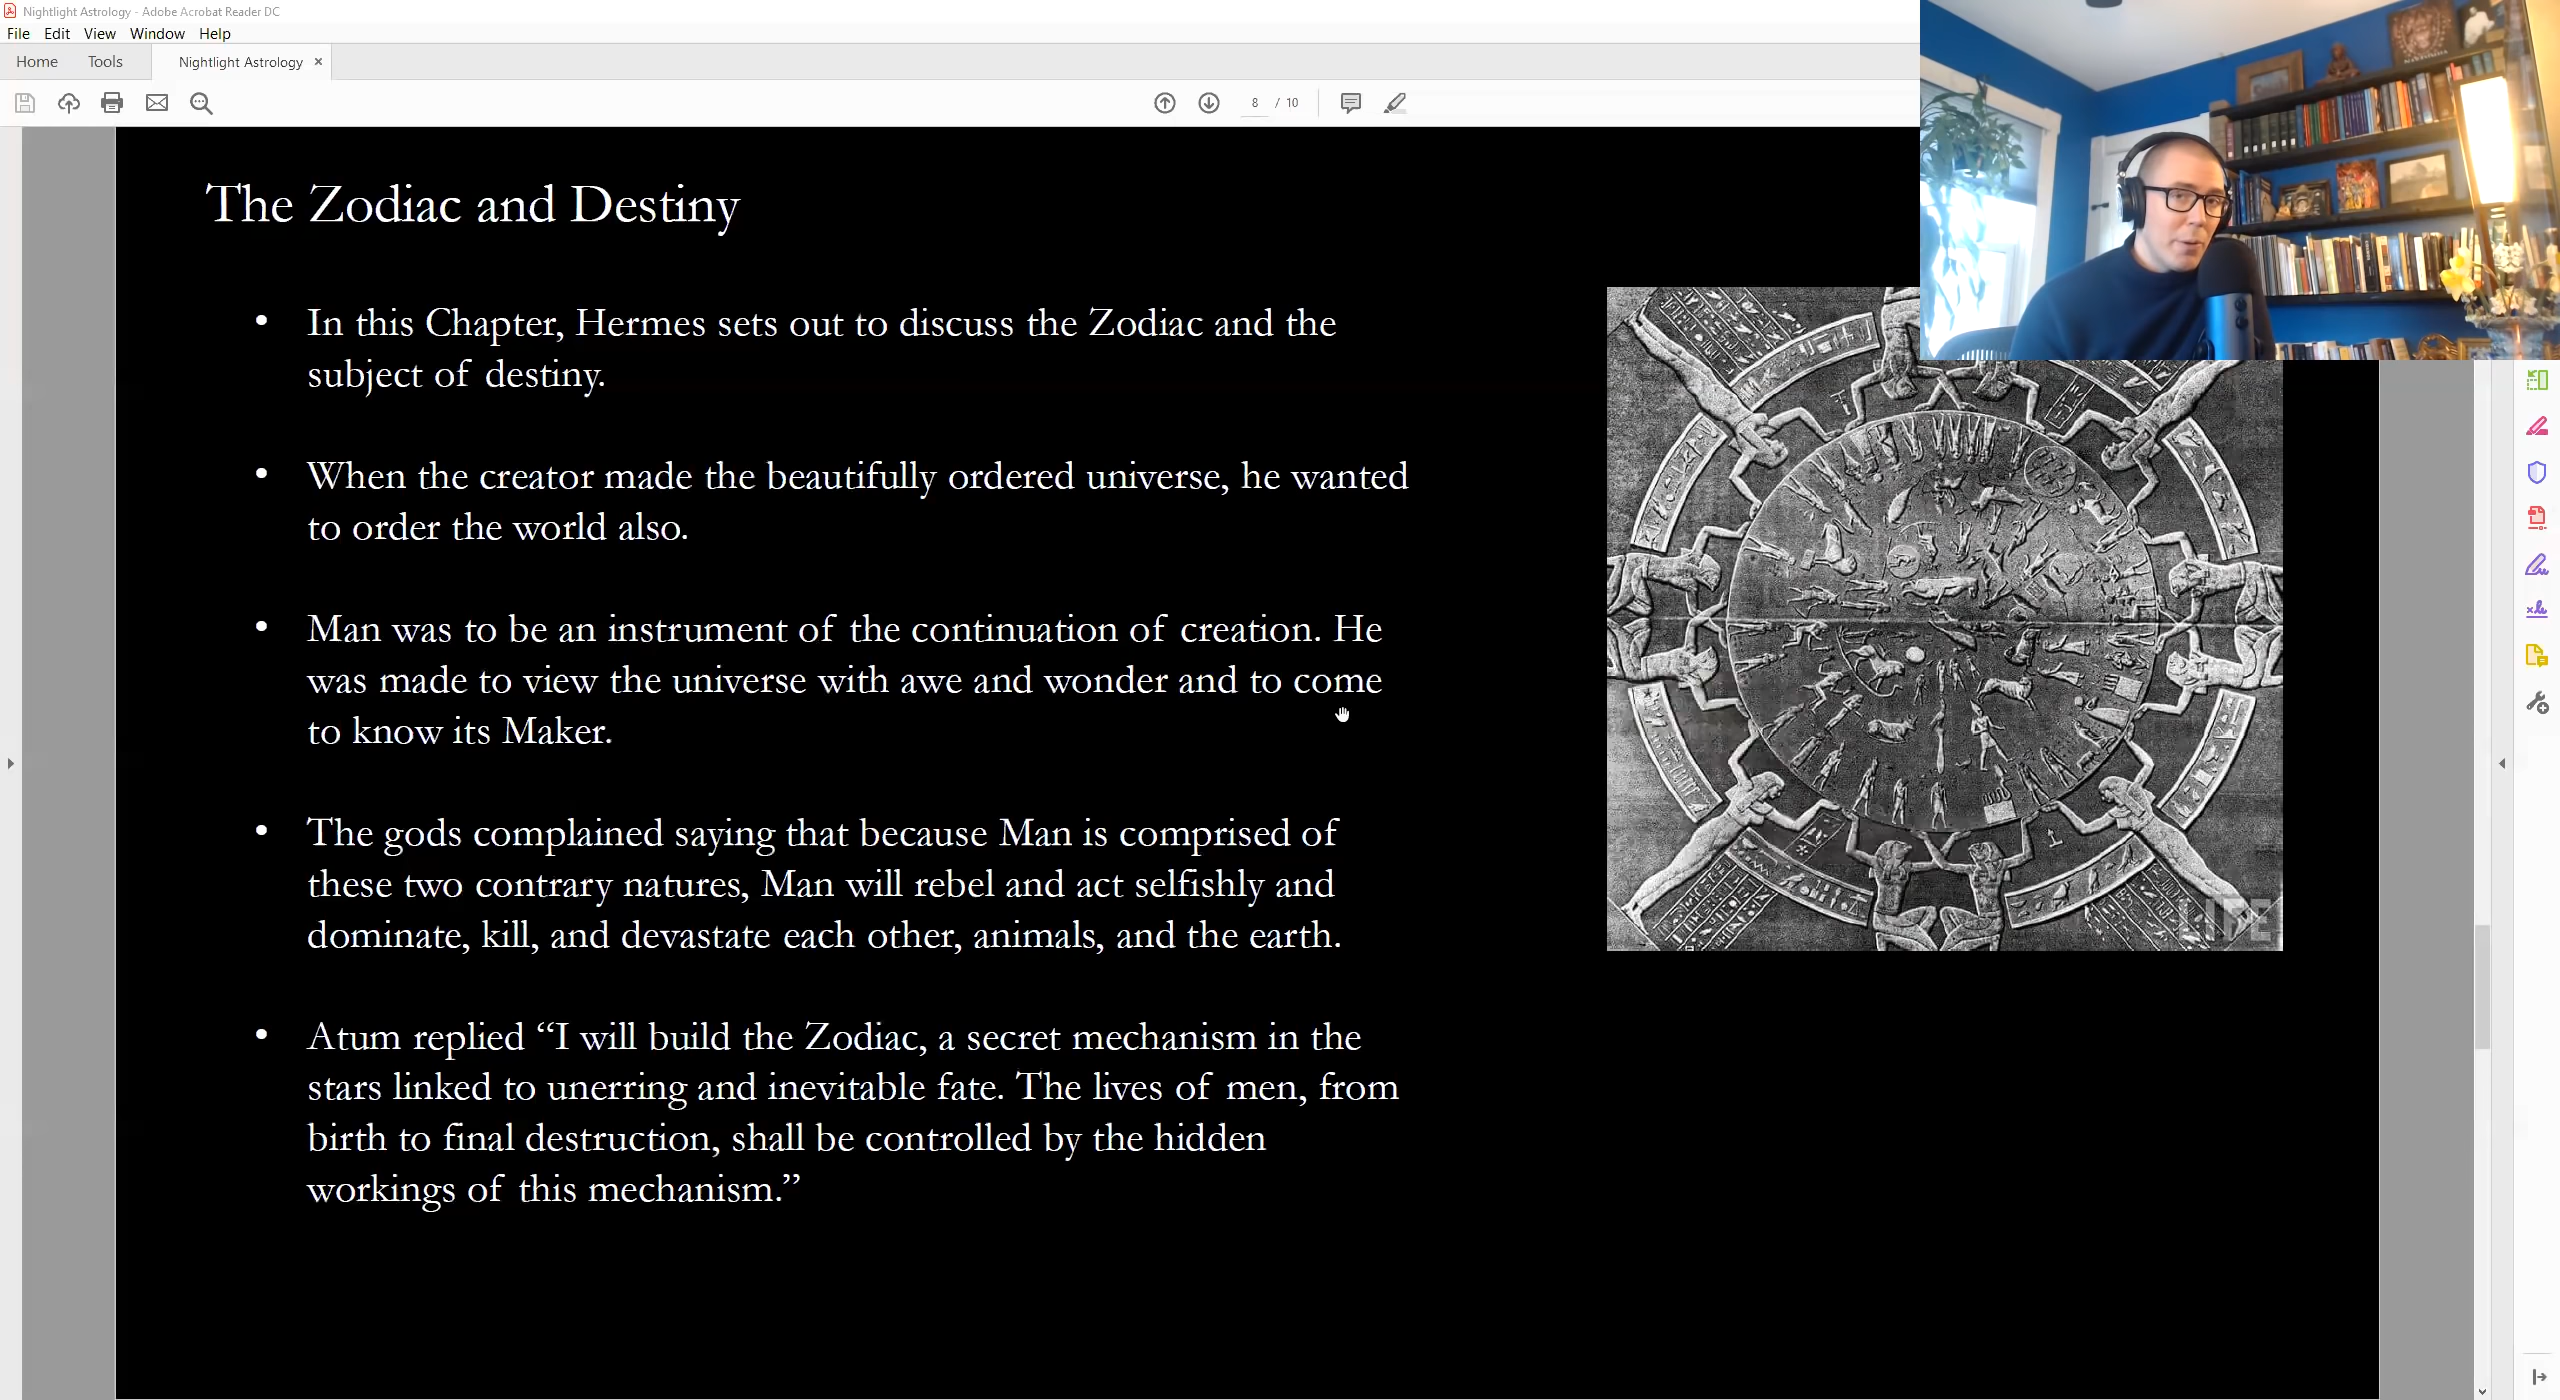 Nightlight Astrology - Adobe Acrobat Reader DC
File Edit View Window Help
Home Tools Nightlight Astrology ×
8 / 10
The Zodiac and Destiny
• In this Chapter, Hermes sets out to discuss the Zodiac and the
subject of destiny.
• When the creator made the beautifully ordered universe, he wanted
to order the world also.
• Man was to be an instrument of the continuation of creation. He
was made to view the universe with awe and wonder and to come
to know its Maker.
• The gods complained saying that because Man is comprised of
these two contrary natures, Man will rebel and act selfishly and
dominate, kill, and devastate each other, animals, and the earth.
• Atum replied “I will build the Zodiac, a secret mechanism in the
stars linked to unerring and inevitable fate. The lives of men, from
birth to final destruction, shall be controlled by the hidden
workings of this mechanism.”
LIFE